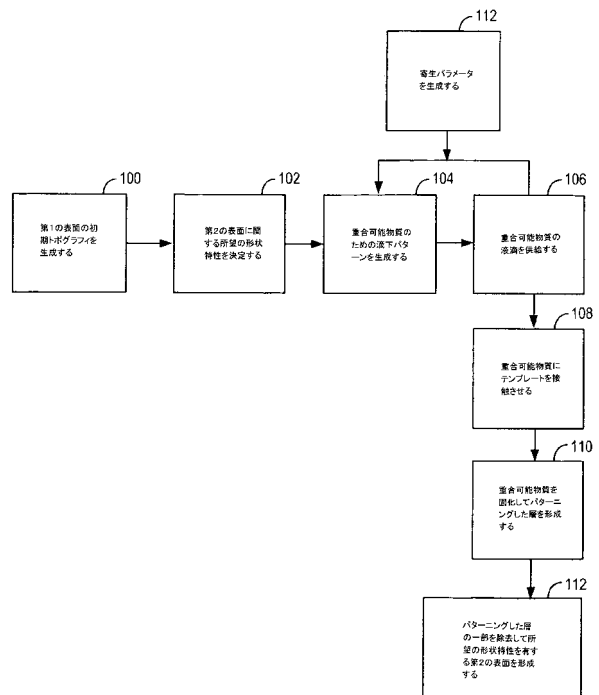 112
寄生パラメータ
を生成する
100
第1の表面の初
期トポグラフィを
生成する
102
第2の表面に関
する所望の形状
特性を決定する
104
重合可能物質の
ための液下パタ
ーンを生成する
106
重合可能物質の
液滴を供給する
108
重合可能物質に
テンプレートを接
触させる
110
重合可能物質を
固化してパターニ
ングした層を形成
する
112
パターニングした層
の一部を除去して所
望の形状特性を有す
る第2の表面を形成
する